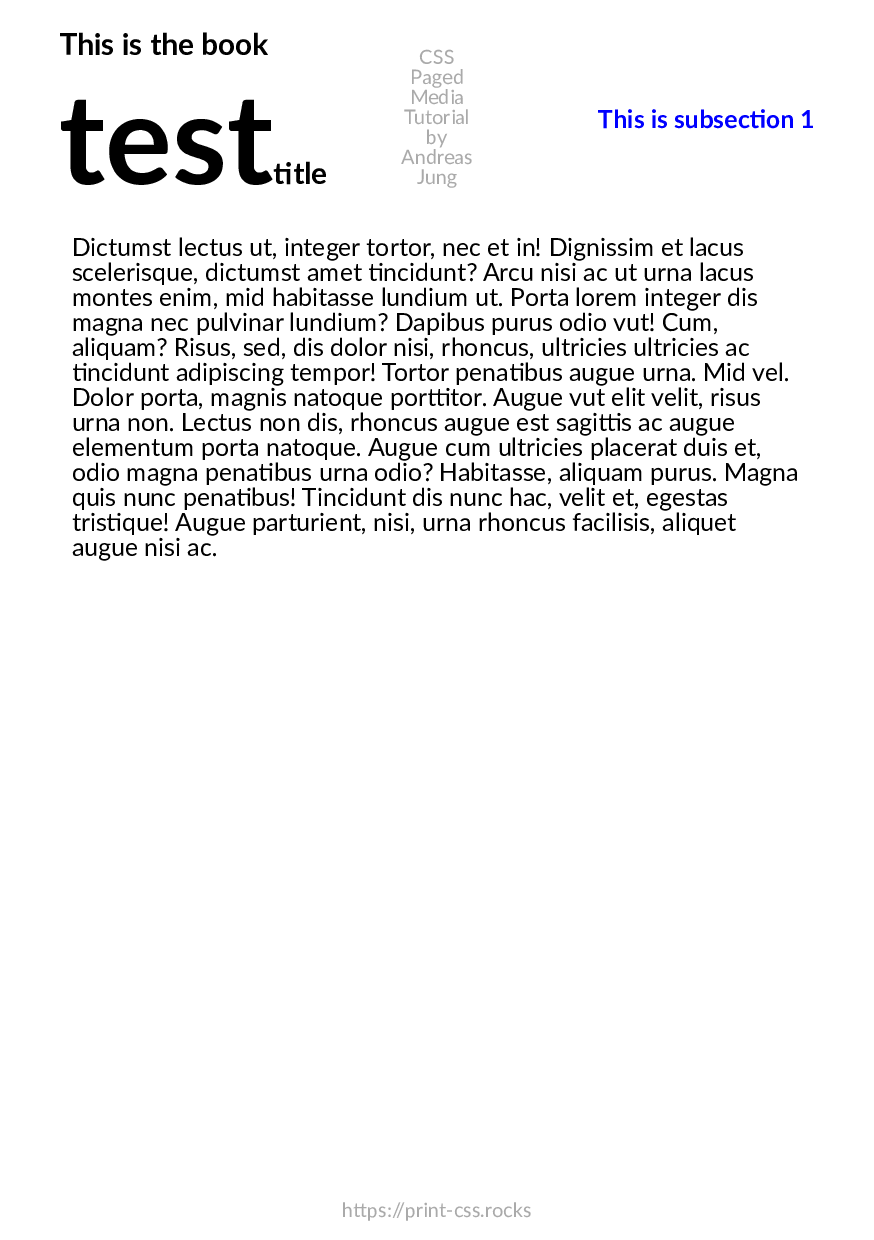 This is the book
testtitle
CSS
Paged
Media
Tutorial
by
Andreas
Jung
This is subsection 1
Dictumst lectus ut, integer tortor, nec et in! Dignissim et lacus
scelerisque, dictumst amet tincidunt? Arcu nisi ac ut urna lacus
montes enim, mid habitasse lundium ut. Porta lorem integer dis
magna nec pulvinar lundium? Dapibus purus odio vut! Cum,
aliquam? Risus, sed, dis dolor nisi, rhoncus, ultricies ultricies ac
tincidunt adipiscing tempor! Tortor penatibus augue urna. Mid vel.
Dolor porta, magnis natoque porttitor. Augue vut elit velit, risus
urna non. Lectus non dis, rhoncus augue est sagittis ac augue
elementum porta natoque. Augue cum ultricies placerat duis et,
odio magna penatibus urna odio? Habitasse, aliquam purus. Magna
quis nunc penatibus! Tincidunt dis nunc hac, velit et, egestas
tristique! Augue parturient, nisi, urna rhoncus facilisis, aliquet
augue nisi ac.
https://print-css.rocks